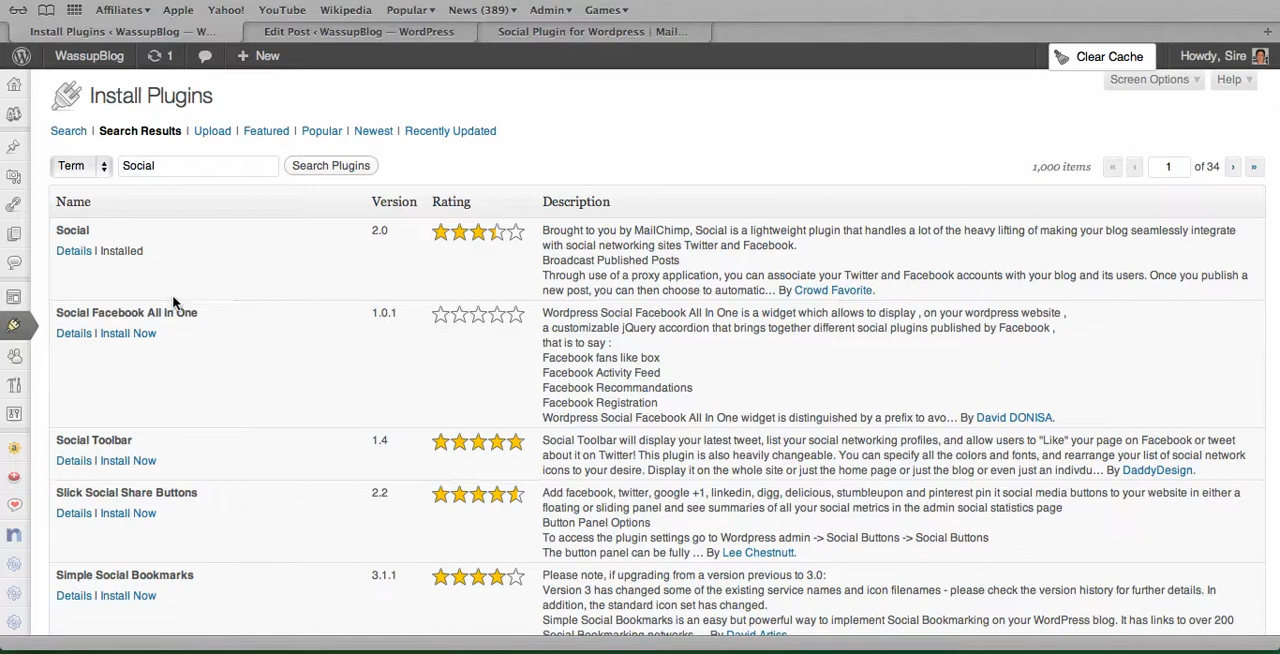 Affiliates▾ Apple Yahoo! YouTube Wikipedia Popular▾ News (389)▾ Admin▾ Games▾
Install Plugins ‹ WassupBlog — W... Edit Post ‹ WassupBlog — WordPress Social Plugin for Wordpress | Mail... +
WassupBlog 1 + New Clear Cache Howdy, Sire
Screen Options ▾ Help ▾
Install Plugins
Search | Search Results | Upload | Featured | Popular | Newest | Recently Updated
Term Social Search Plugins 1,000 items « ‹ 1 of 34 › »
Name Version Rating Description
Social 2.0 Brought to you by MailChimp, Social is a lightweight plugin that handles a lot of the heavy lifting of making your blog seamlessly integrate
with social networking sites Twitter and Facebook.
Details | Installed
Broadcast Published Posts
Through use of a proxy application, you can associate your Twitter and Facebook accounts with your blog and its users. Once you publish a
new post, you can then choose to automatic... By Crowd Favorite.
Social Facebook All In One 1.0.1 Wordpress Social Facebook All In One is a widget which allows to display , on your wordpress website ,
a customizable jQuery accordion that brings together different social plugins published by Facebook ,
Details | Install Now
that is to say :
Facebook fans like box
Facebook Activity Feed
Facebook Recommandations
Facebook Registration
Wordpress Social Facebook All In One widget is distinguished by a prefix to avo... By David DONISA.
Social Toolbar 1.4 Social Toolbar will display your latest tweet, list your social networking profiles, and allow users to "Like" your page on Facebook or tweet
about it on Twitter! This plugin is also heavily changeable. You can specify all the colors and fonts, and rearrange your list of social network
Details | Install Now
icons to your desire. Display it on the whole site or just the home page or just the blog or even just an indivdu... By DaddyDesign.
Slick Social Share Buttons 2.2 Add facebook, twitter, google +1, linkedin, digg, delicious, stumbleupon and pinterest pin it social media buttons to your website in either a
floating or sliding panel and see summaries of all your social metrics in the admin social statistics page
Details | Install Now
Button Panel Options
To access the plugin settings go to Wordpress admin -> Social Buttons -> Social Buttons
The button panel can be fully ... By Lee Chestnutt.
Simple Social Bookmarks 3.1.1 Please note, if upgrading from a version previous to 3.0:
Version 3 has changed some of the existing service names and icon filenames - please check the version history for further details. In
Details | Install Now
addition, the standard icon set has changed.
Simple Social Bookmarks is an easy but powerful way to implement Social Bookmarking on your WordPress blog. It has links to over 200
Social Bookmarking networks... By David Artiss.